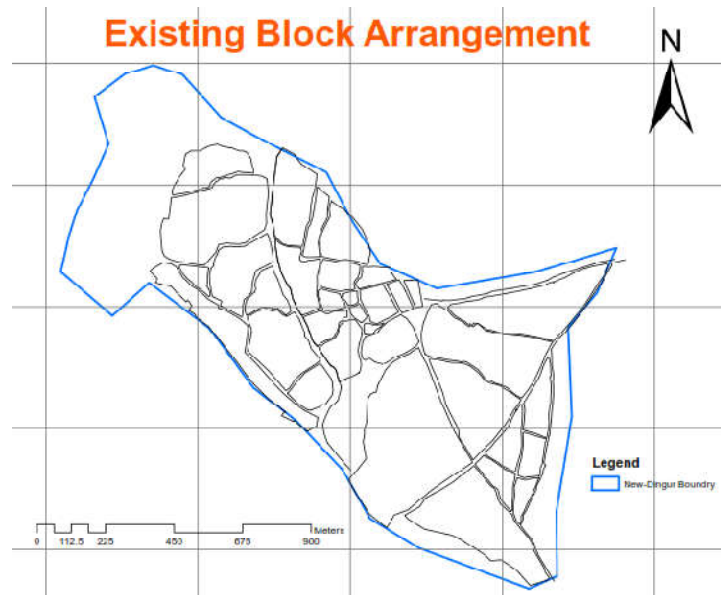 Existing Block Arrangement
N
Legend
New-Dingur Boundry
Meters
0 112.5 225 450 675 900